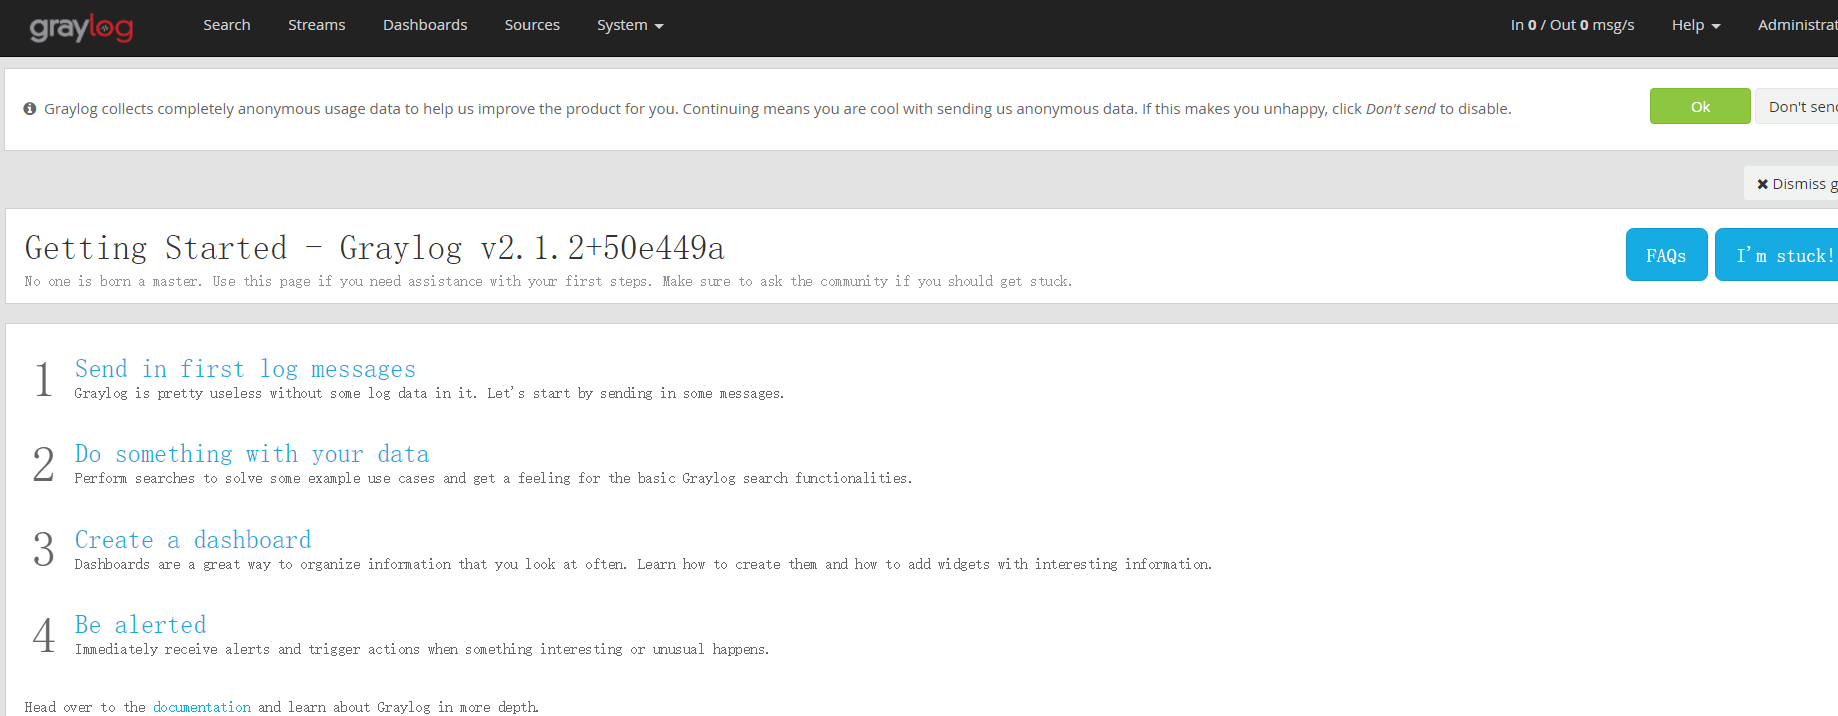 graylog Search Streams Dashboards Sources System In 0 / Out 0 msg/s Help Administrat
Graylog collects completely anonymous usage data to help us improve the product for you. Continuing means you are cool with sending us anonymous data. If this makes you unhappy, click Don't send to disable. Ok Don't send
Dismiss g
Getting Started - Graylog v2.1.2+50e449a
No one is born a master. Use this page if you need assistance with your first steps. Make sure to ask the community if you should get stuck.
FAQs I'm stuck!
1 Send in first log messages
Graylog is pretty useless without some log data in it. Let's start by sending in some messages.
2 Do something with your data
Perform searches to solve some example use cases and get a feeling for the basic Graylog search functionalities.
3 Create a dashboard
Dashboards are a great way to organize information that you look at often. Learn how to create them and how to add widgets with interesting information.
4 Be alerted
Immediately receive alerts and trigger actions when something interesting or unusual happens.
Head over to the documentation and learn about Graylog in more depth.